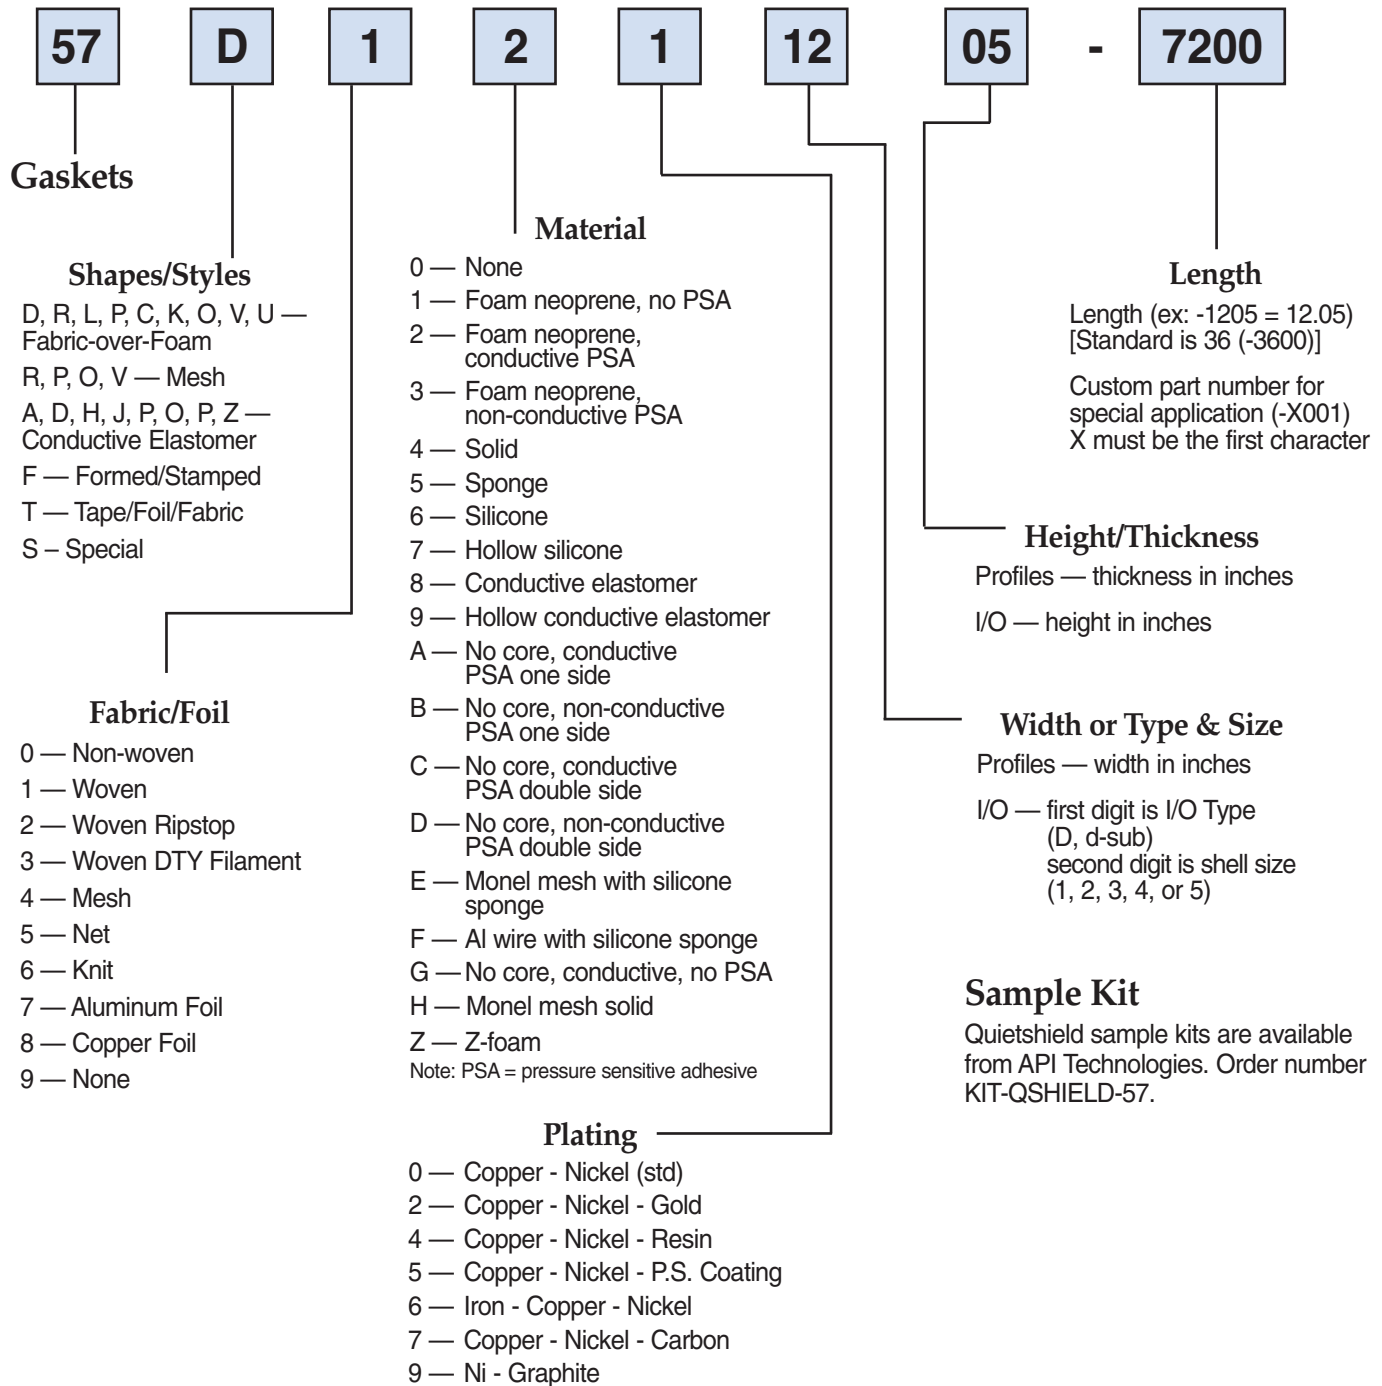 57 D 1 2 1 12 05 - 7200
Gaskets
Shapes/Styles
D, R, L, P, C, K, O, V, U —
Fabric-over-Foam
R, P, O, V — Mesh
A, D, H, J, P, O, P, Z —
Conductive Elastomer
F — Formed/Stamped
T — Tape/Foil/Fabric
S – Special
Fabric/Foil
0 — Non-woven
1 — Woven
2 — Woven Ripstop
3 — Woven DTY Filament
4 — Mesh
5 — Net
6 — Knit
7 — Aluminum Foil
8 — Copper Foil
9 — None
Material
0 — None
1 — Foam neoprene, no PSA
2 — Foam neoprene,
conductive PSA
3 — Foam neoprene,
non-conductive PSA
4 — Solid
5 — Sponge
6 — Silicone
7 — Hollow silicone
8 — Conductive elastomer
9 — Hollow conductive elastomer
A — No core, conductive
PSA one side
B — No core, non-conductive
PSA one side
C — No core, conductive
PSA double side
D — No core, non-conductive
PSA double side
E — Monel mesh with silicone
sponge
F — Al wire with silicone sponge
G — No core, conductive, no PSA
H — Monel mesh solid
Z — Z-foam
Note: PSA = pressure sensitive adhesive
Plating
0 — Copper - Nickel (std)
2 — Copper - Nickel - Gold
4 — Copper - Nickel - Resin
5 — Copper - Nickel - P.S. Coating
6 — Iron - Copper - Nickel
7 — Copper - Nickel - Carbon
9 — Ni - Graphite
Length
Length (ex: -1205 = 12.05)
[Standard is 36 (-3600)]
Custom part number for
special application (-X001)
X must be the first character
Height/Thickness
Profiles — thickness in inches
I/O — height in inches
Width or Type & Size
Profiles — width in inches
I/O — first digit is I/O Type
(D, d-sub)
second digit is shell size
(1, 2, 3, 4, or 5)
Sample Kit
Quietshield sample kits are available
from API Technologies. Order number
KIT-QSHIELD-57.